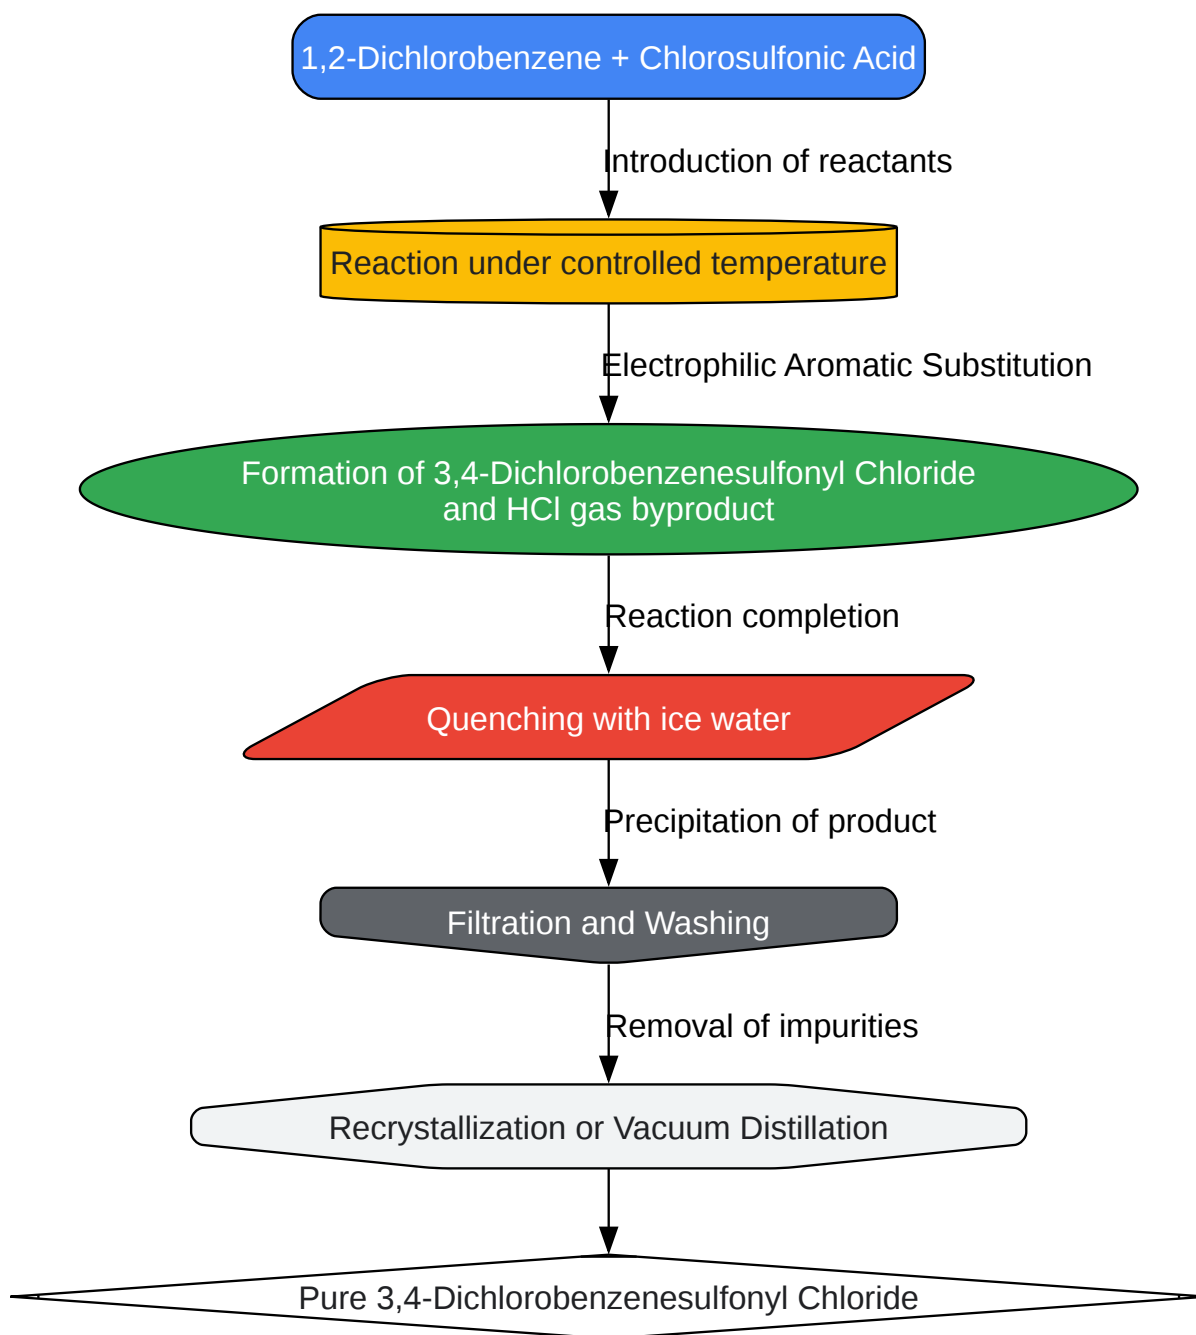 1,2-Dichlorobenzene + Chlorosulfonic Acid
Introduction of reactants
Reaction under controlled temperature
Electrophilic Aromatic Substitution
Formation of 3,4-Dichlorobenzenesulfonyl Chloride
and HCl gas byproduct
Reaction completion
Quenching with ice water
Precipitation of product
Filtration and Washing
Removal of impurities
Recrystallization or Vacuum Distillation
Pure 3,4-Dichlorobenzenesulfonyl Chloride